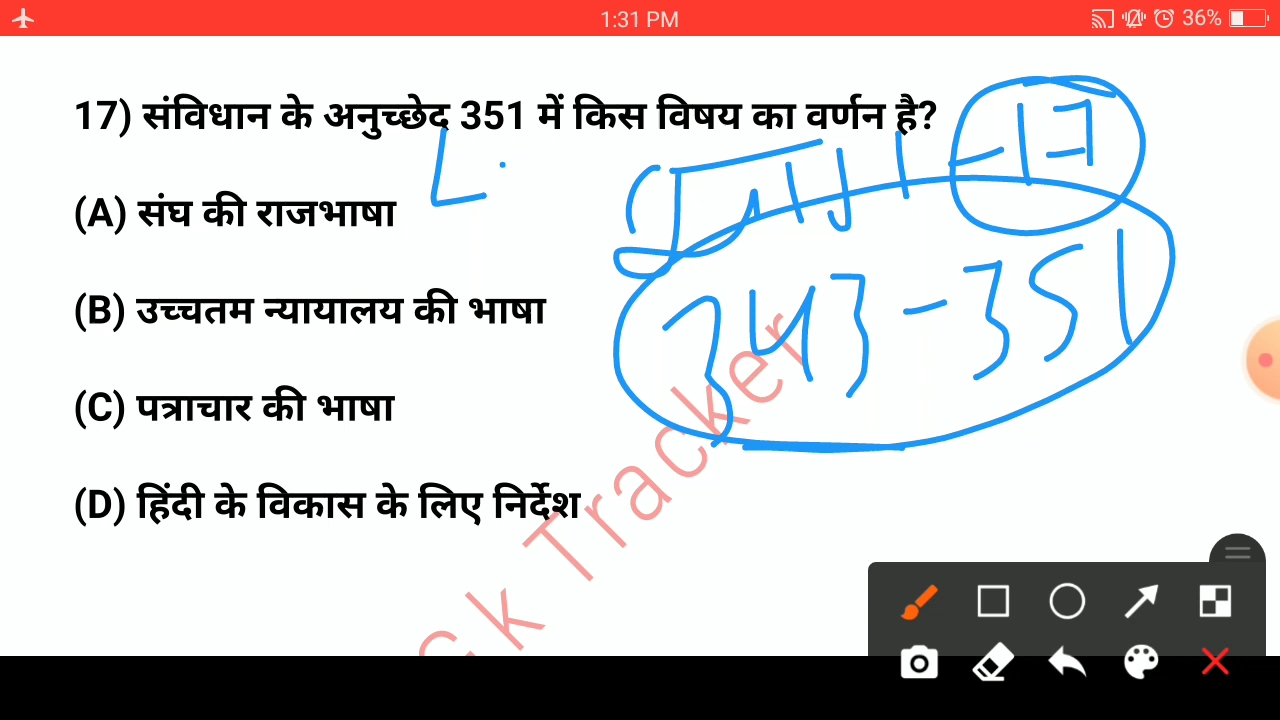 1:31 PM
36%
17) संविधान के अनुच्छेद 351 में किस विषय का वर्णन है?
भाग - 17
(A) संघ की राजभाषा
343 - 351
(B) उच्चतम न्यायालय की भाषा
(C) पत्राचार की भाषा
(D) हिंदी के विकास के लिए निर्देश
Gk Tracker